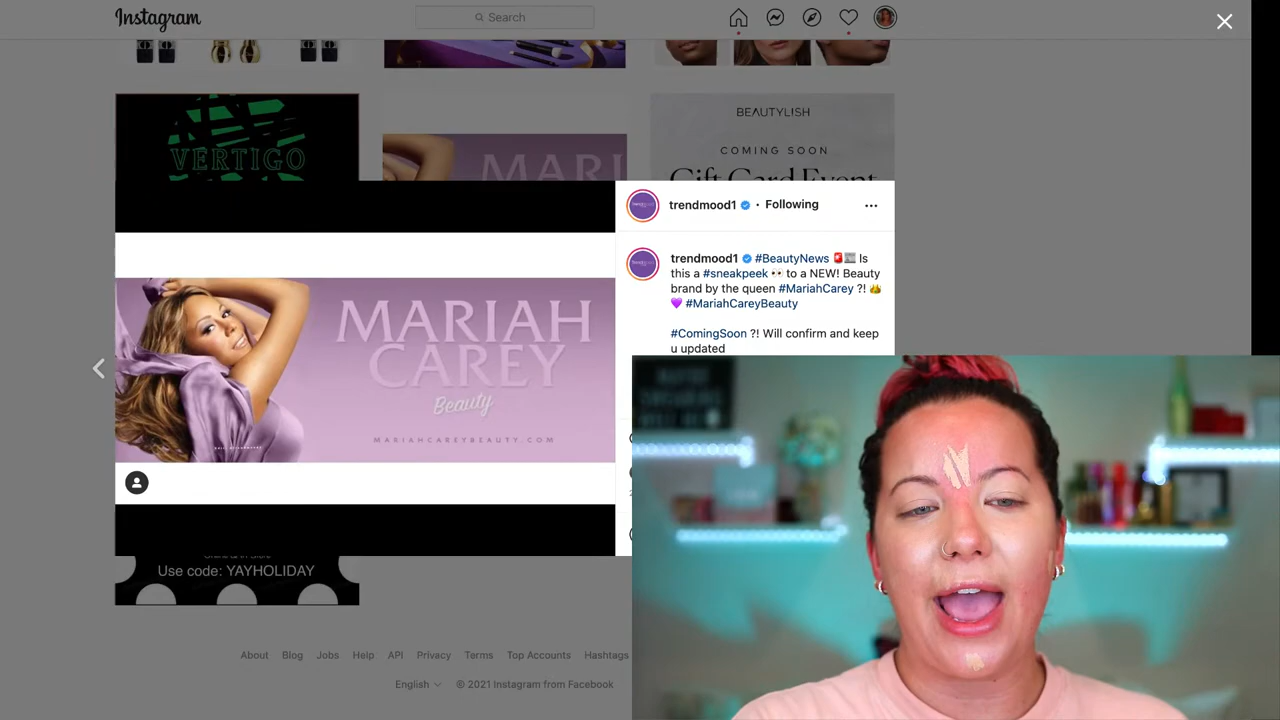 Instagram
Search
VERTIGO
MARI
BEAUTYLISH
COMING SOON
Gift Card Event
trendmood1 • Following
trendmood1 #BeautyNews 🚨📰 Is
this a #sneakpeek 👀 to a NEW! Beauty
brand by the queen #MariahCarey ?! 👑
💜 #MariahCareyBeauty
#ComingSoon ?! Will confirm and keep
u updated
MARIAH
CAREY
Beauty
MARIAHCAREYBEAUTY.COM
Use code: YAYHOLIDAY
About Blog Jobs Help API Privacy Terms Top Accounts Hashtags
English © 2021 Instagram from Facebook